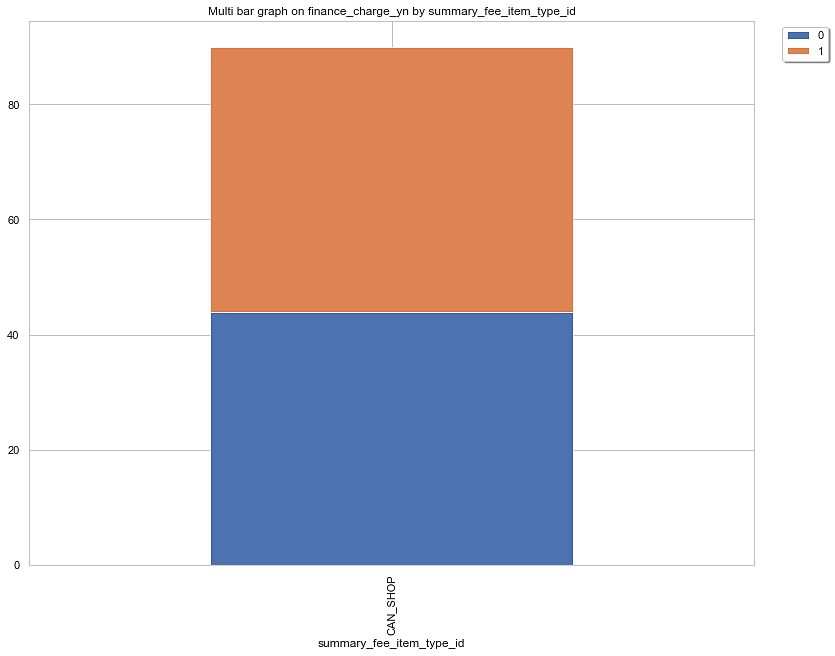 Multi bar graph on finance_charge_yn by summary_fee_item_type_id
0
1
80
60
40
20
0
CAN_SHOP
summary_fee_item_type_id